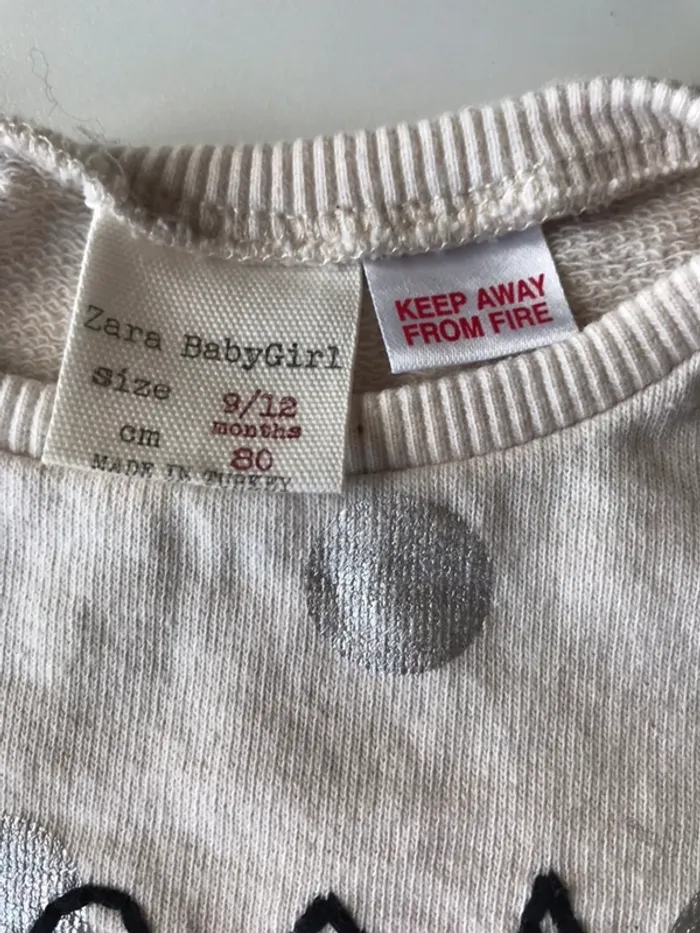 Zara BabyGirl
Size 9/12
months
cm 80
MADE IN TURKEY
KEEP AWAY
FROM FIRE